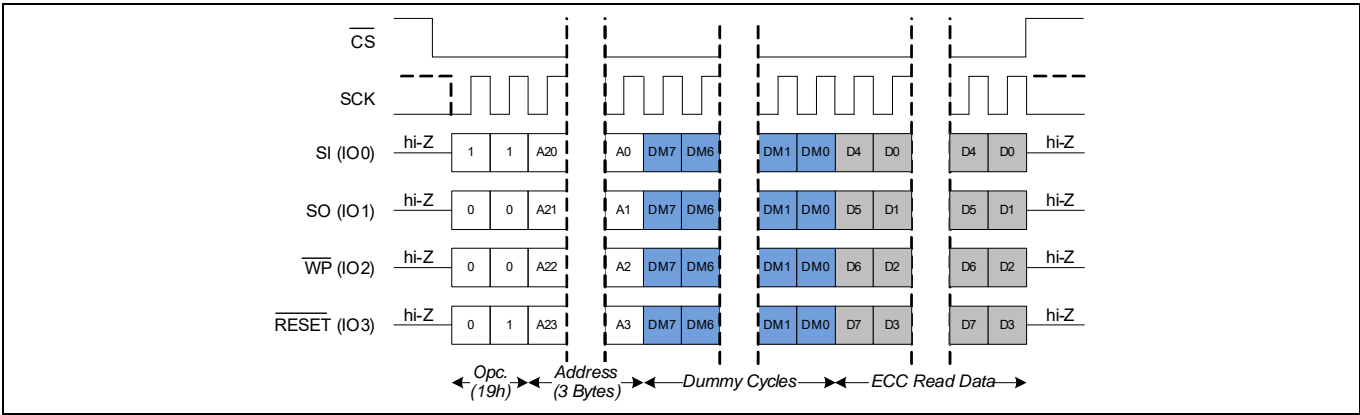 CS
SCK
SI (IO0) hi-Z 1 1 A20 A0 DM7 DM6 DM1 DM0 D4 D0 D4 D0 hi-Z
SO (IO1) hi-Z 0 0 A21 A1 DM7 DM6 DM1 DM0 D5 D1 D5 D1 hi-Z
WP (IO2) hi-Z 0 0 A22 A2 DM7 DM6 DM1 DM0 D6 D2 D6 D2 hi-Z
RESET (IO3) hi-Z 0 1 A23 A3 DM7 DM6 DM1 DM0 D7 D3 D7 D3 hi-Z
Opc. Address Dummy Cycles ECC Read Data
(19h) (3 Bytes)